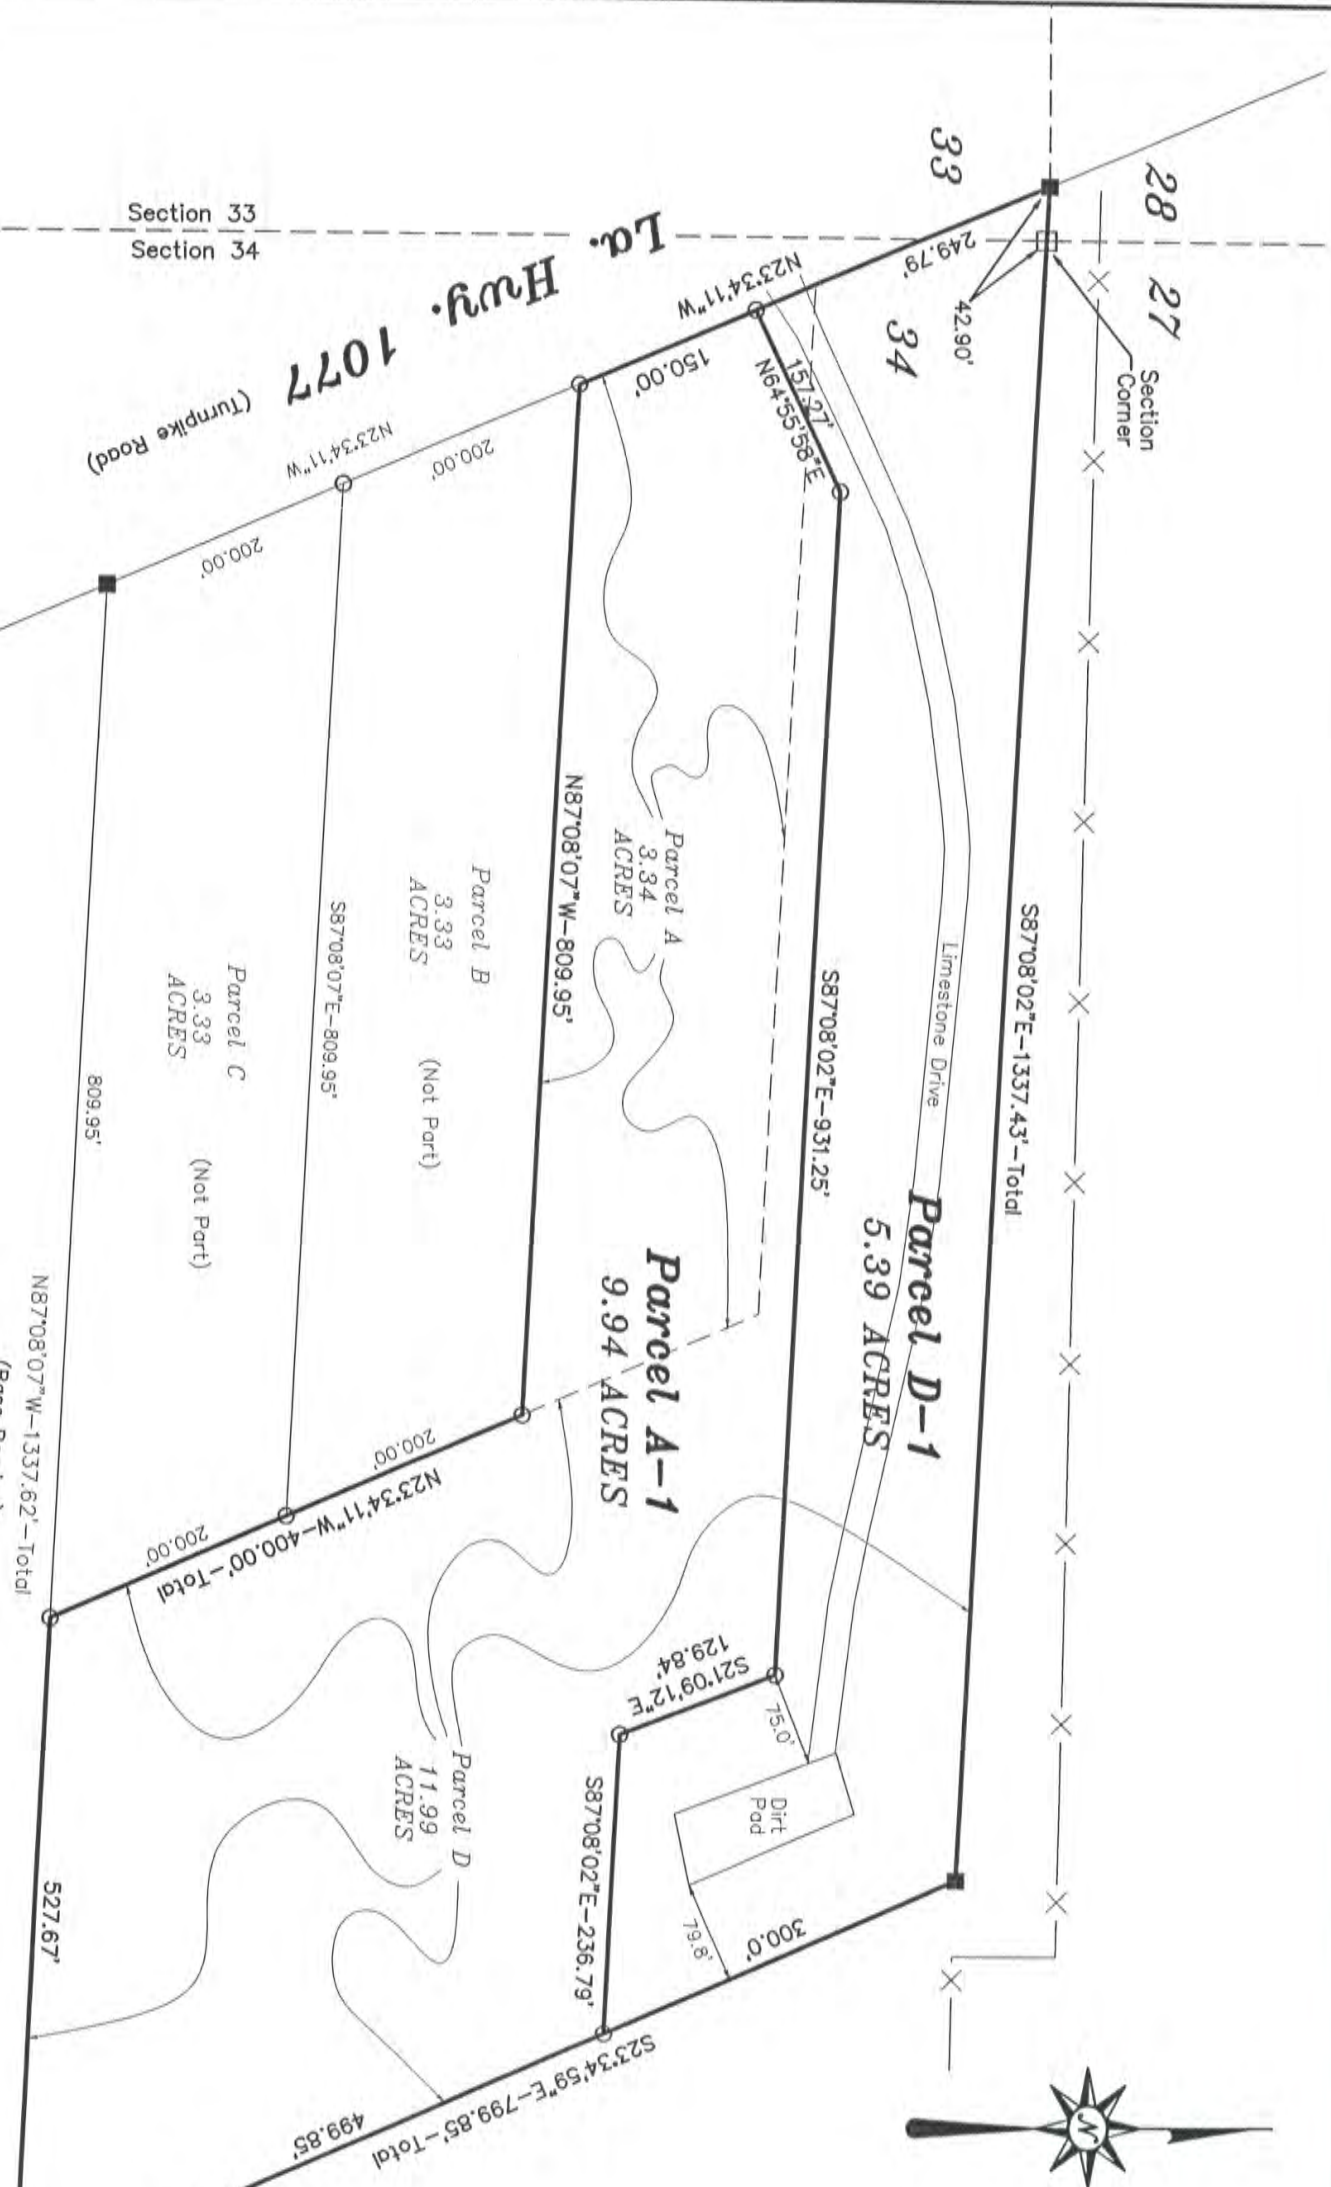 28
27
33
34
Section
Corner
42.90'
249.79'
Section 33
Section 34
La. Hwy. 1077
(Turnpike Road)
N23°34'11"W
150.00'
157.27'
N64°55'58"E
N23°34'11"W
200.00'
200.00'
S87°08'02"E-1337.43'-Total
Limestone Drive
Parcel D-1
5.39 ACRES
S87°08'02"E-931.25'
Parcel A
3.34
ACRES
Parcel A-1
9.94 ACRES
N87°08'07"W-809.95'
Parcel B
3.33
ACRES
(Not Part)
S87°08'07"E-809.95'
Parcel C
3.33
ACRES
(Not Part)
809.95'
N87°08'07"W-1337.62'-Total
200.00'
N23°34'11"W-400.00'-Total
200.00'
S21°09'12"E
129.84'
75.0'
Dirt
Pad
79.8'
300.0'
S87°08'02"E-236.79'
Parcel D
11.99
ACRES
S23°34'59"E-799.85'-Total
499.85'
527.67'
N